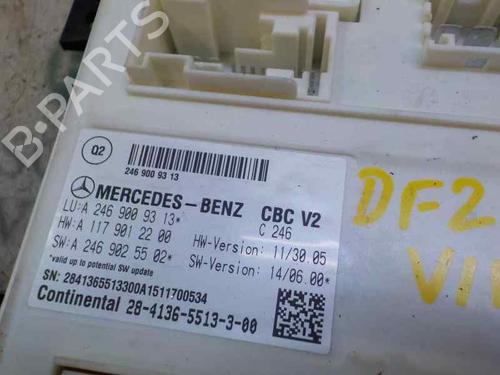 Q2
246 900 93 13
MERCEDES-BENZ CBC V2
LU: A 246 900 93 13* C 246
HW: A 117 901 22 00 HW-Version: 11/30.05
SW: A 246 902 55 02* SW-Version: 14/06.00*
*valid up to potential SW update
SN: 2841365513300A1511700534
Continental 28-4136-5513-3-00
DF2
B-PARTS